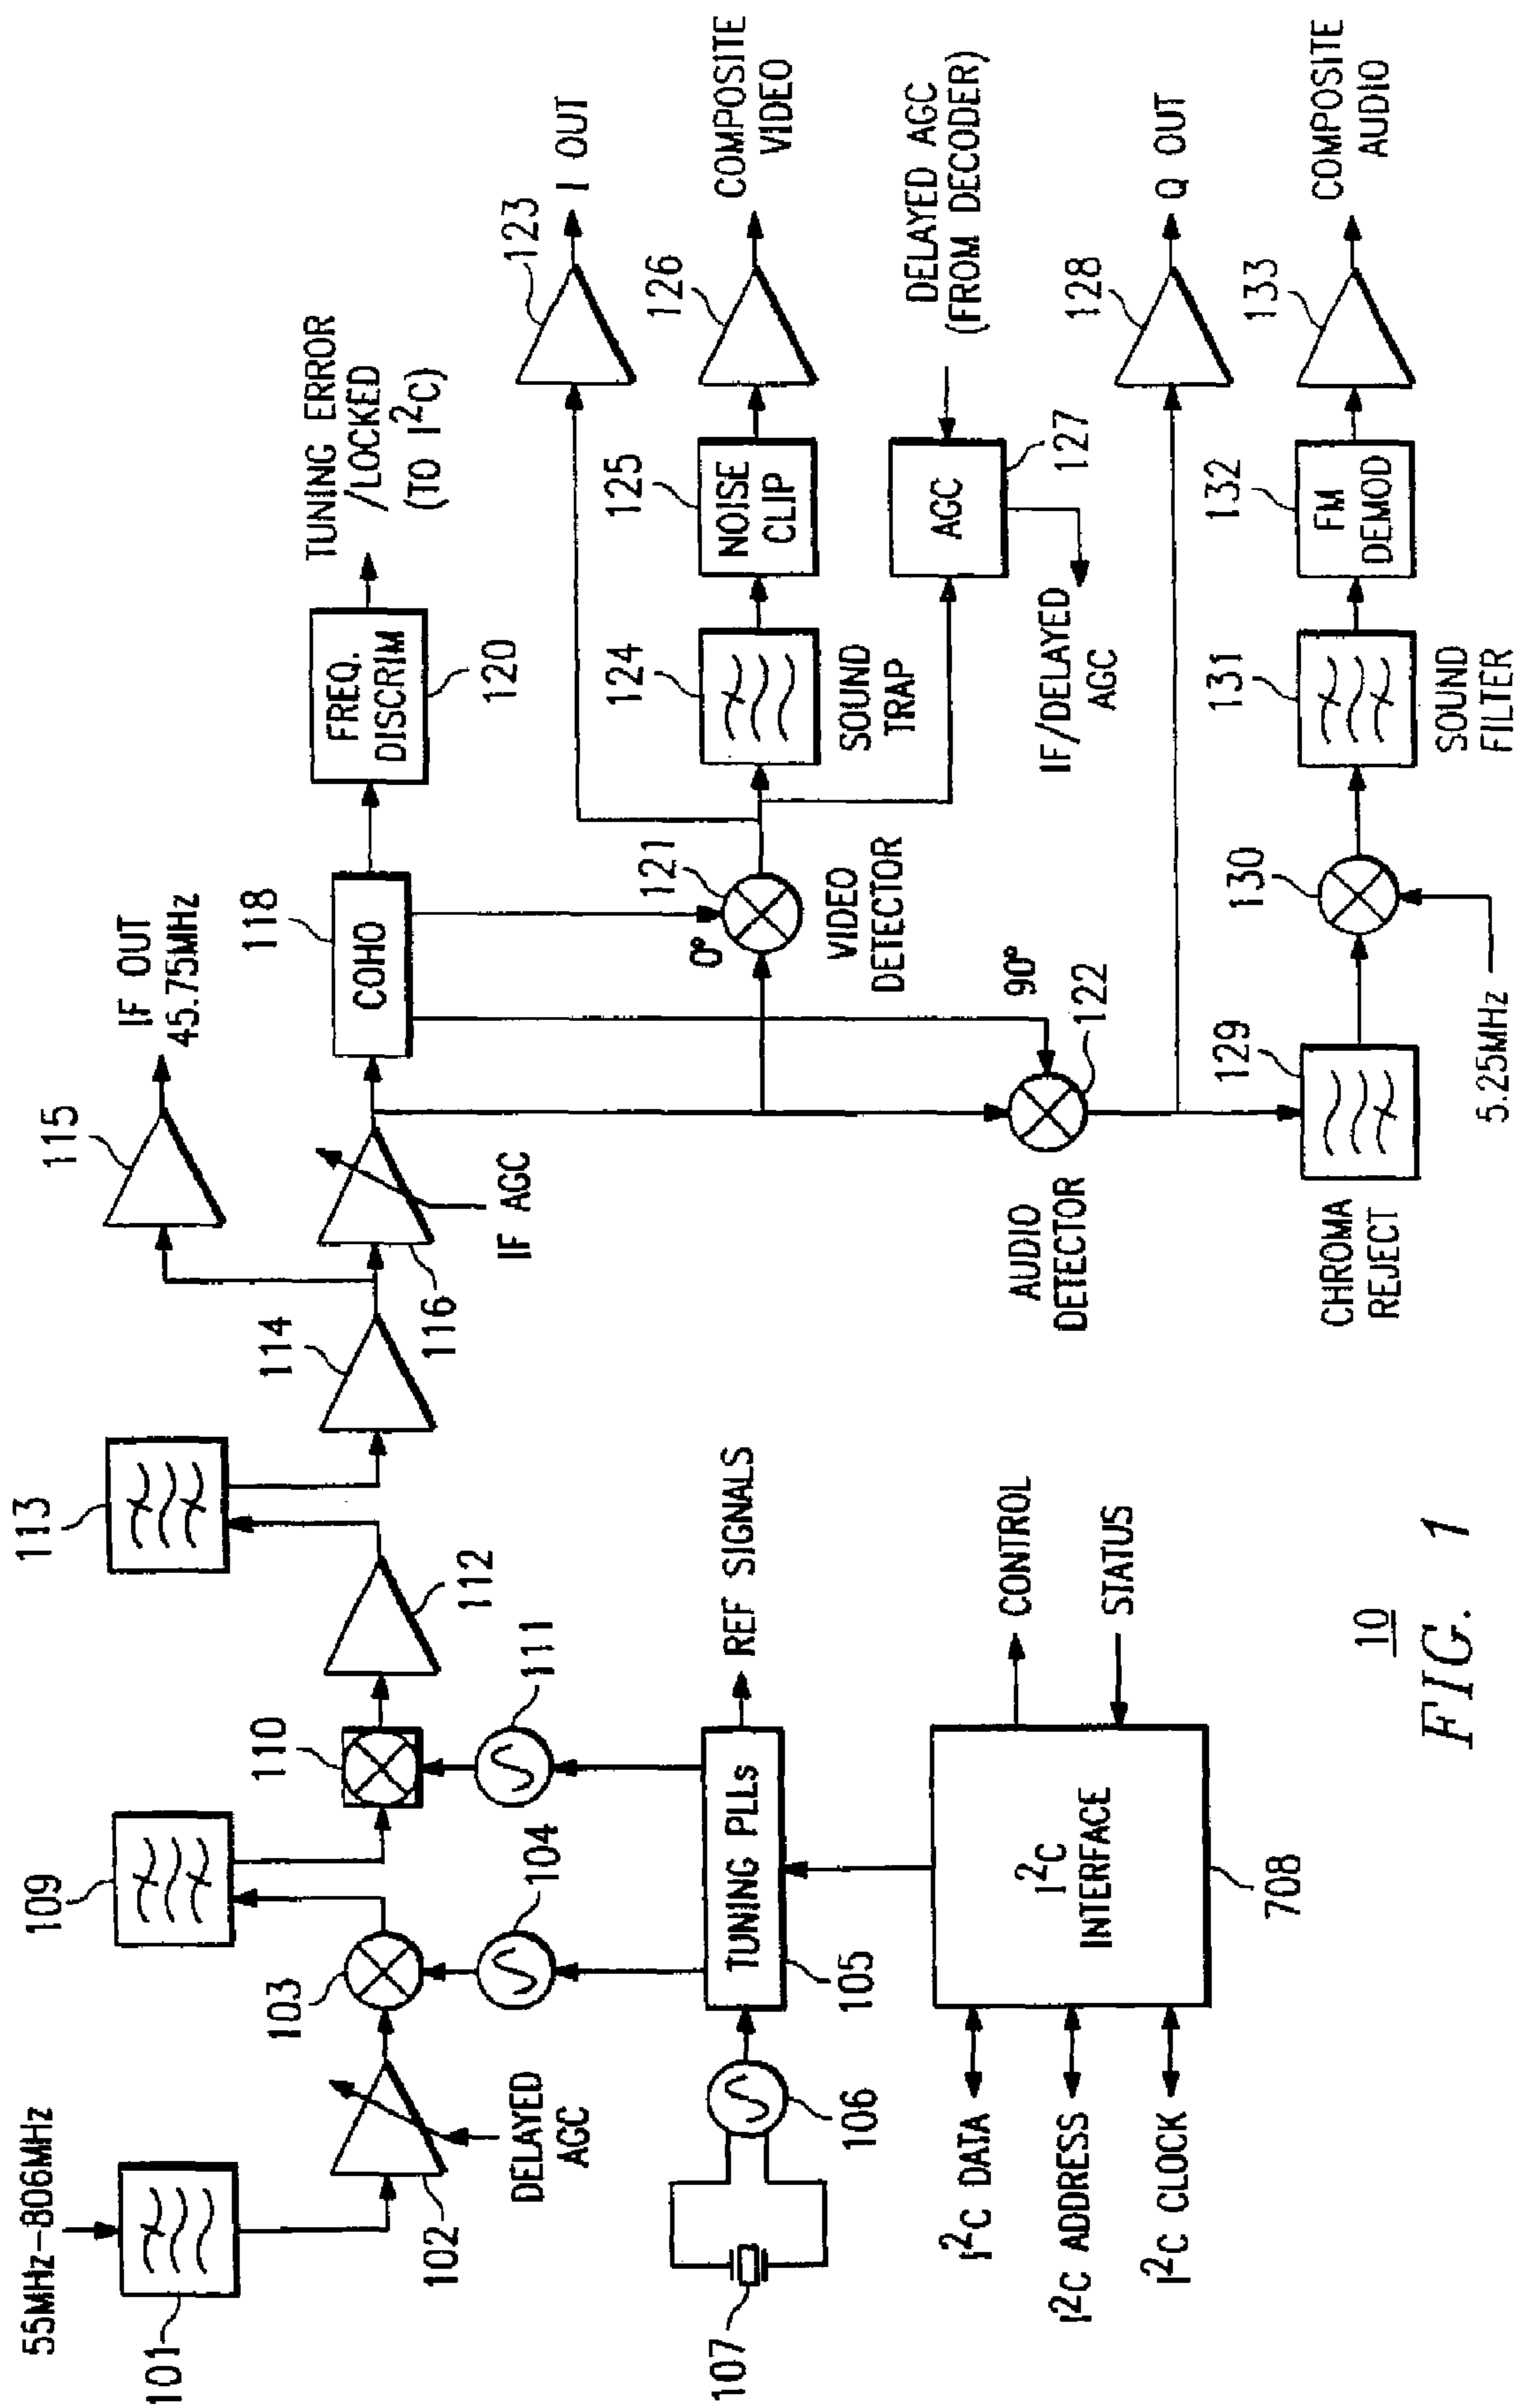 55MHz-806MHz
101
102
DELAYED
AGC
103
104
109
110
111
112
113
114
115
IF OUT
45.75MHz
116
IF AGC
118
COHO
FREQ.
DISCRIM
120
TUNING ERROR
/LOCKED
(TO I²C)
0°
121
VIDEO
DETECTOR
123
I OUT
124
SOUND
TRAP
125
NOISE
CLIP
126
COMPOSITE
VIDEO
DELAYED AGC
(FROM DECODER)
AGC
127
IF/DELAYED
AGC
90°
122
AUDIO
DETECTOR
128
Q OUT
129
CHROMA
REJECT
130
5.25MHz
131
SOUND
FILTER
FM
DEMOD
132
133
COMPOSITE
AUDIO
107
106
TUNING PLLs
105
REF SIGNALS
I²C
INTERFACE
708
I²C DATA
I²C ADDRESS
I²C CLOCK
CONTROL
STATUS
10
FIG. 1